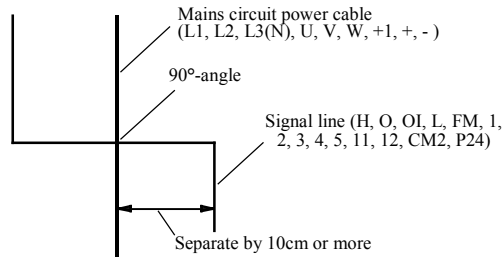 Mains circuit power cable
(L1, L2, L3(N), U, V, W, +1, +, - )
90°-angle
Signal line (H, O, OI, L, FM, 1,
2, 3, 4, 5, 11, 12, CM2, P24)
Separate by 10cm or more